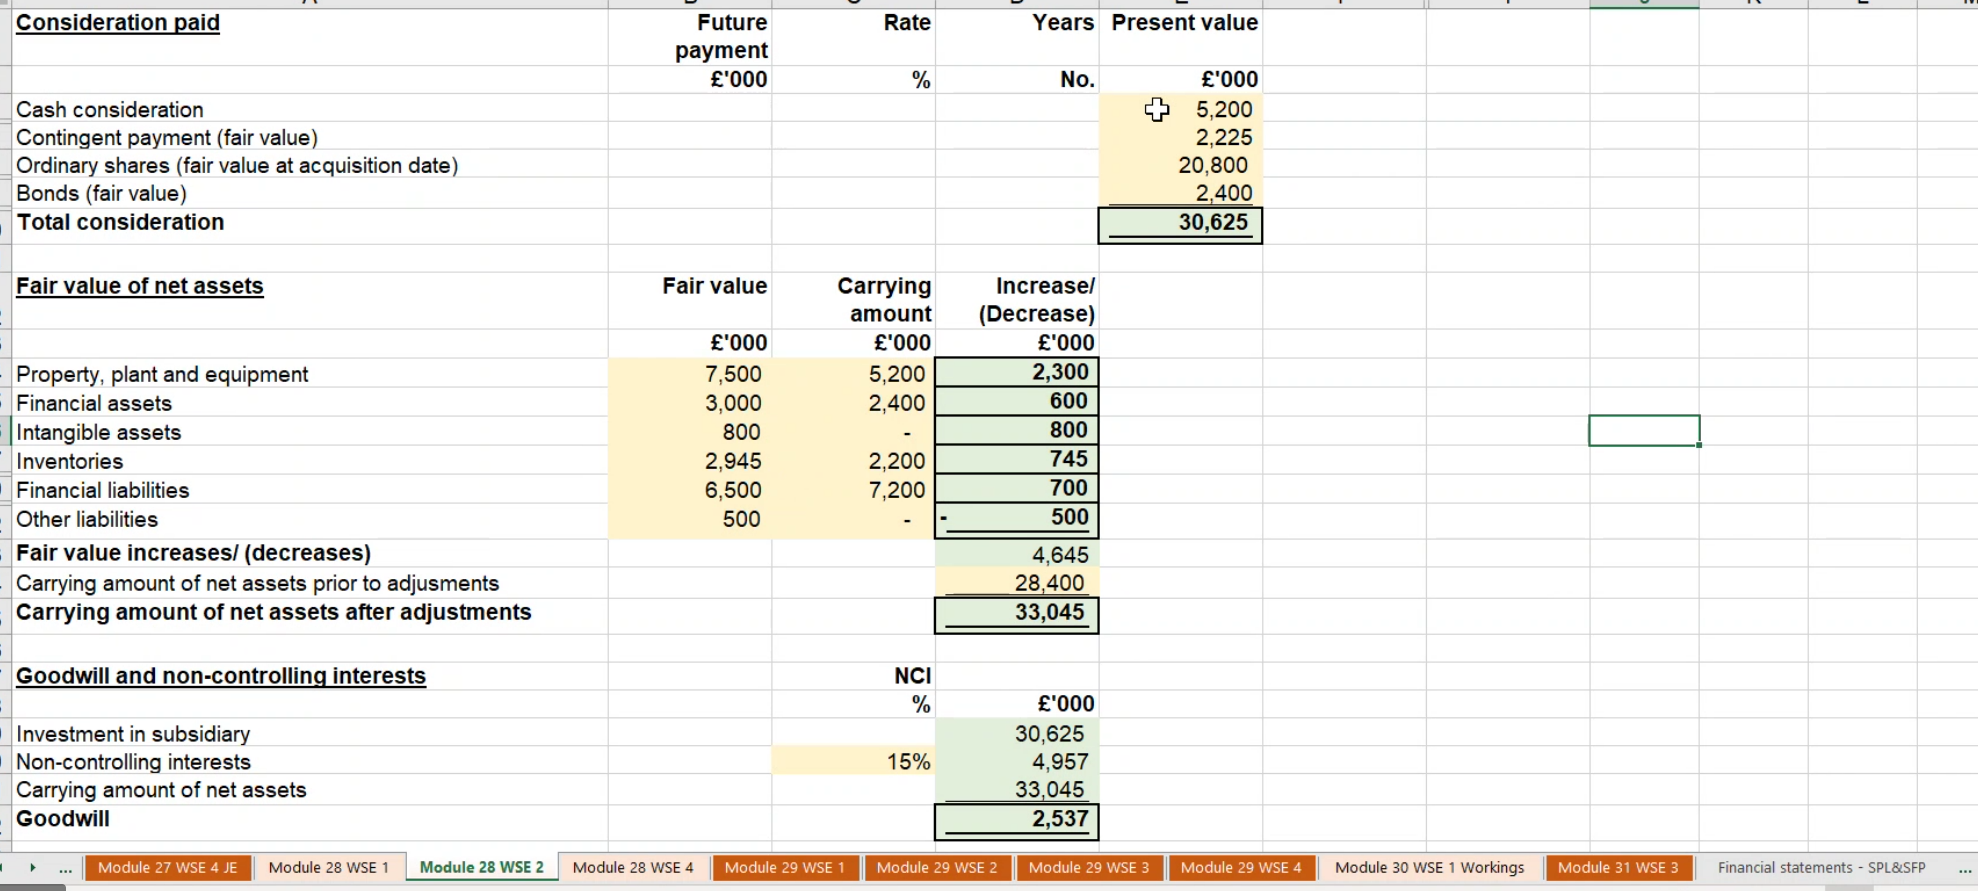 Consideration paid Future payment Rate Years Present value
£'000 % No. £'000
Cash consideration 5,200
Contingent payment (fair value) 2,225
Ordinary shares (fair value at acquisition date) 20,800
Bonds (fair value) 2,400
Total consideration 30,625
Fair value of net assets Fair value Carrying amount Increase/ (Decrease)
£'000 £'000 £'000
Property, plant and equipment 7,500 5,200 2,300
Financial assets 3,000 2,400 600
Intangible assets 800 - 800
Inventories 2,945 2,200 745
Financial liabilities 6,500 7,200 700
Other liabilities 500 - - 500
Fair value increases/ (decreases) 4,645
Carrying amount of net assets prior to adjusments 28,400
Carrying amount of net assets after adjustments 33,045
Goodwill and non-controlling interests NCI
% £'000
Investment in subsidiary 30,625
Non-controlling interests 15% 4,957
Carrying amount of net assets 33,045
Goodwill 2,537
... Module 27 WSE 4 JE Module 28 WSE 1 Module 28 WSE 2 Module 28 WSE 4 Module 29 WSE 1 Module 29 WSE 2 Module 29 WSE 3 Module 29 WSE 4 Module 30 WSE 1 Workings Module 31 WSE 3 Financial statements - SPL&SFP ...